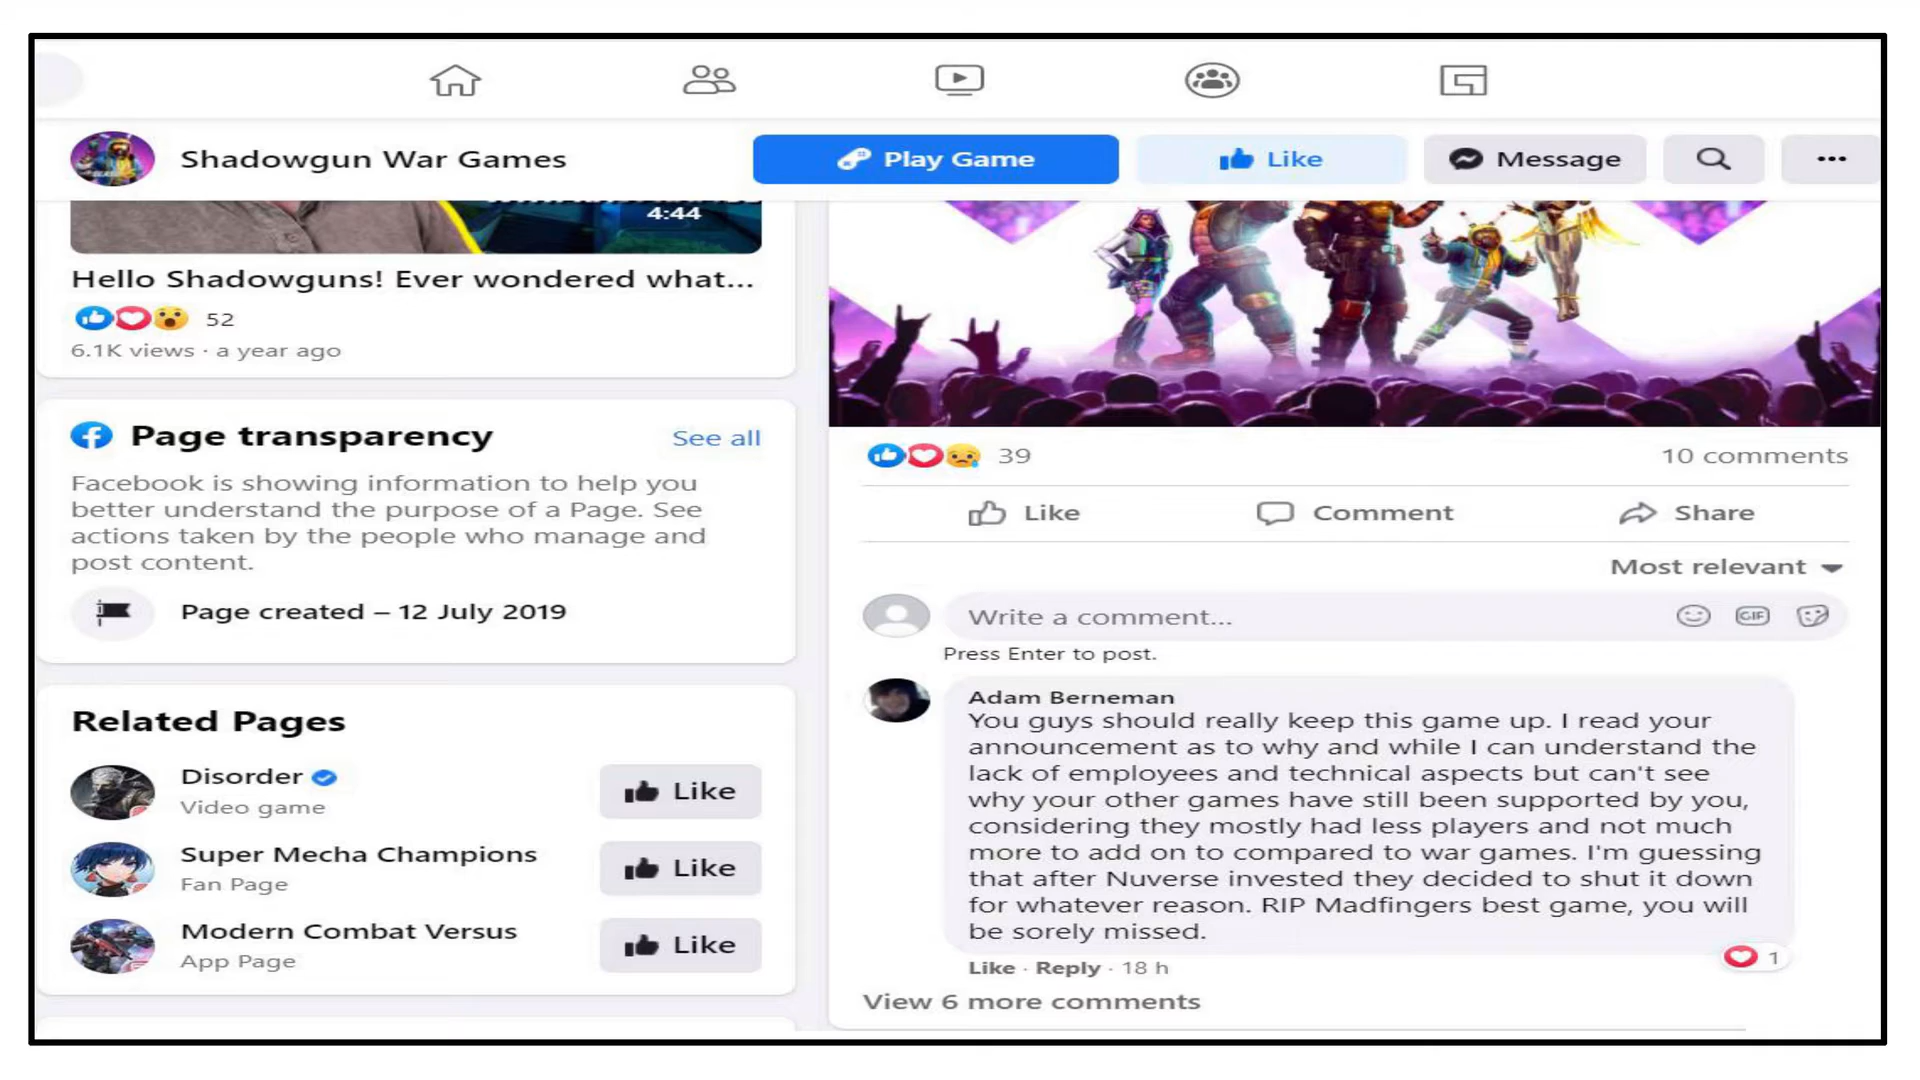 Shadowgun War Games
Play Game
Like
Message
4:44
Hello Shadowguns! Ever wondered what...
52
6.1K views · a year ago
Page transparency
See all
Facebook is showing information to help you
better understand the purpose of a Page. See
actions taken by the people who manage and
post content.
Page created – 12 July 2019
Related Pages
Disorder
Video game
Like
Super Mecha Champions
Fan Page
Like
Modern Combat Versus
App Page
Like
39
10 comments
Like
Comment
Share
Most relevant
Write a comment...
GIF
Press Enter to post.
Adam Berneman
You guys should really keep this game up. I read your
announcement as to why and while I can understand the
lack of employees and technical aspects but can't see
why your other games have still been supported by you,
considering they mostly had less players and not much
more to add on to compared to war games. I'm guessing
that after Nuverse invested they decided to shut it down
for whatever reason. RIP Madfingers best game, you will
be sorely missed.
1
Like · Reply · 18 h
View 6 more comments